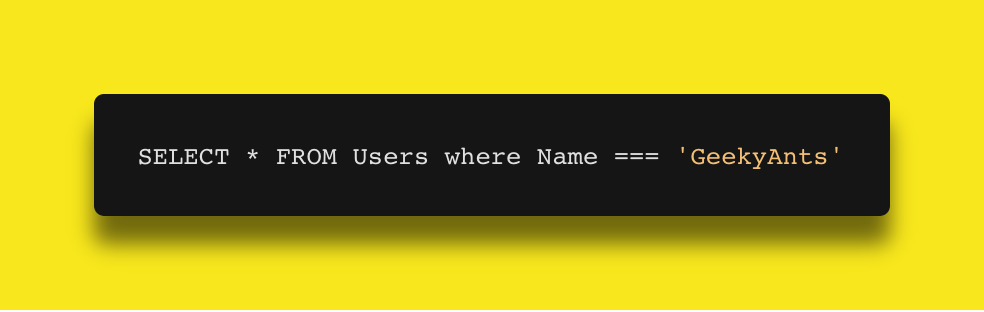 SELECT * FROM Users where Name === 'GeekyAnts'